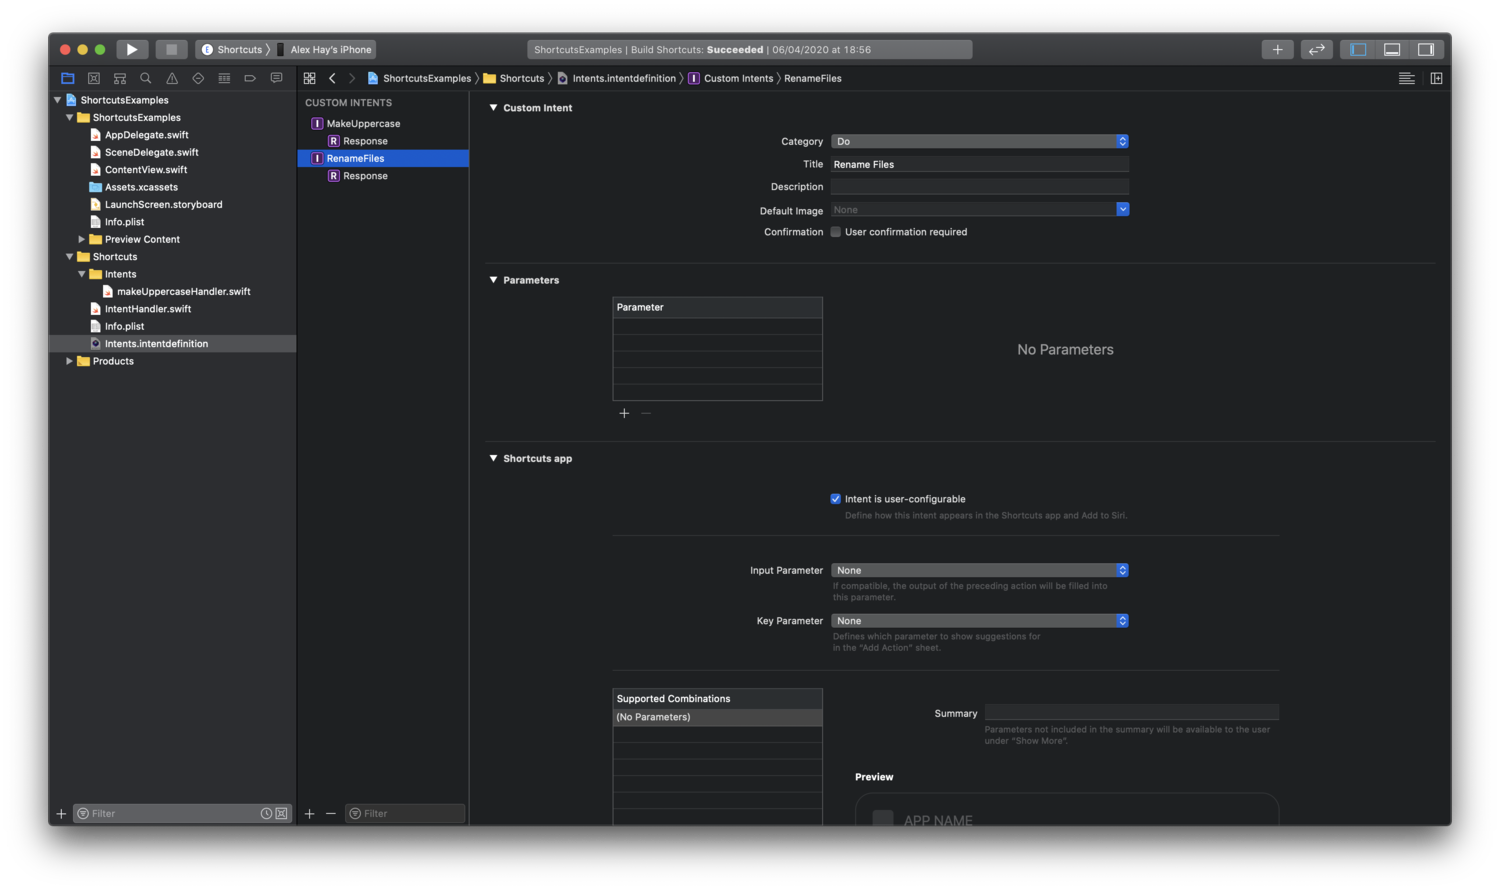 Shortcuts 〉 Alex Hay's iPhone
ShortcutsExamples | Build Shortcuts: Succeeded | 06/04/2020 at 18:56
ShortcutsExamples 〉 Shortcuts 〉 Intents.intentdefinition 〉 I Custom Intents 〉 RenameFiles
ShortcutsExamples
ShortcutsExamples
AppDelegate.swift
SceneDelegate.swift
ContentView.swift
Assets.xcassets
LaunchScreen.storyboard
Info.plist
Preview Content
Shortcuts
Intents
makeUppercaseHandler.swift
IntentHandler.swift
Info.plist
Intents.intentdefinition
Products
Filter
CUSTOM INTENTS
I MakeUppercase
R Response
I RenameFiles
R Response
Filter
Custom Intent
Category Do
Title Rename Files
Description
Default Image None
Confirmation User confirmation required
Parameters
Parameter
No Parameters
Shortcuts app
Intent is user-configurable
Define how this intent appears in the Shortcuts app and Add to Siri.
Input Parameter None
If compatible, the output of the preceding action will be filled into
this parameter.
Key Parameter None
Defines which parameter to show suggestions for
in the "Add Action" sheet.
Supported Combinations
(No Parameters)
Summary
Parameters not included in the summary will be available to the user
under "Show More".
Preview
APP NAME